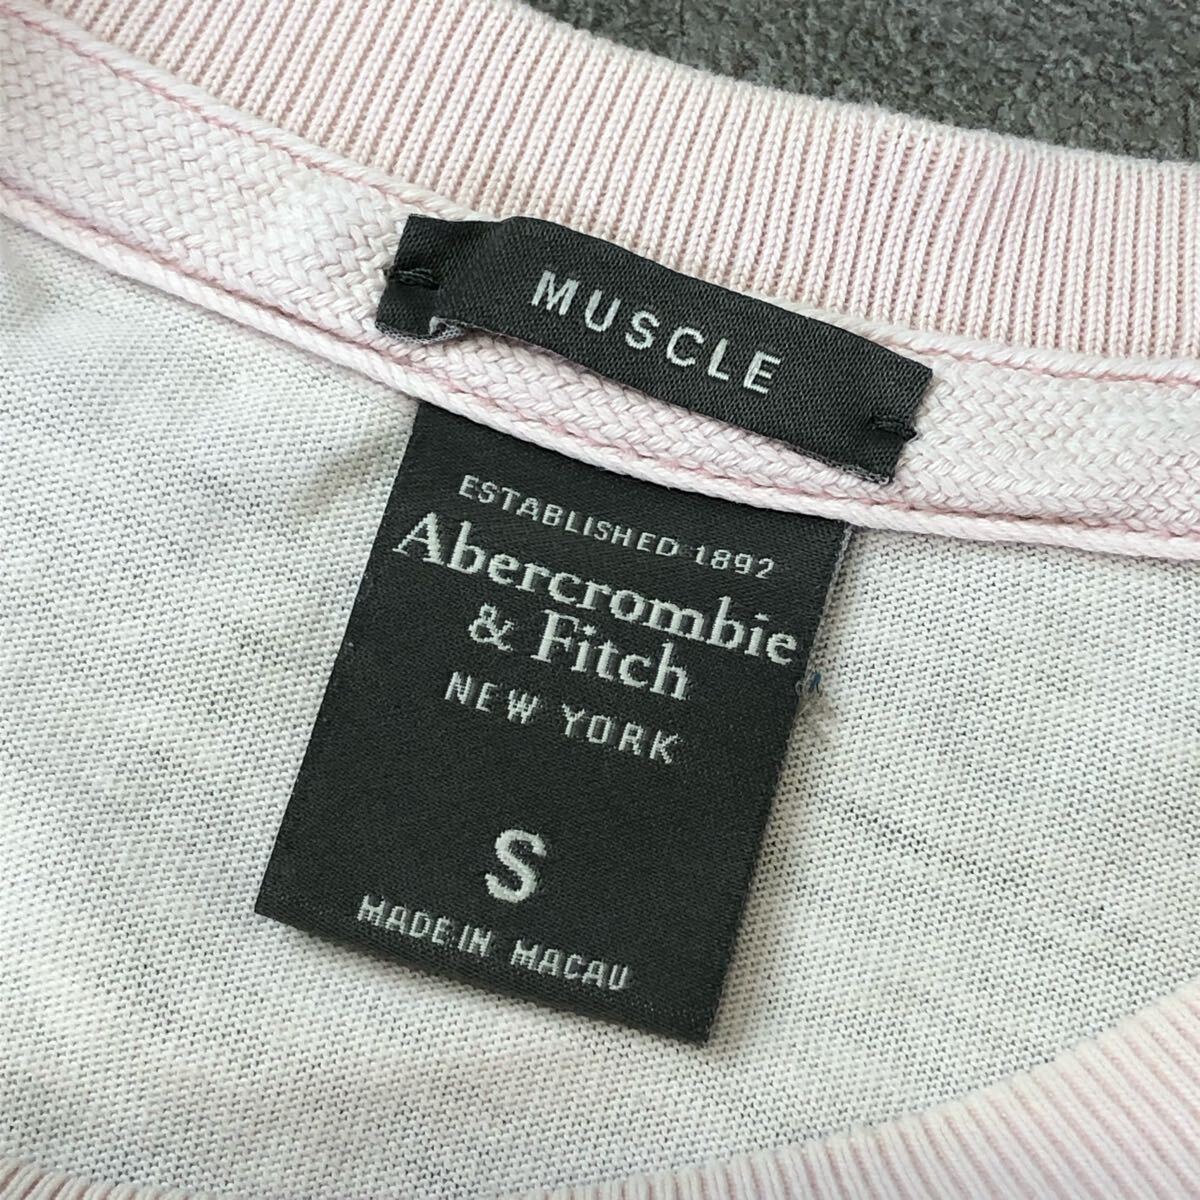 MUSCLE
ESTABLISHED 1892
Abercrombie
& Fitch
NEW YORK
S
MADE IN MACAU